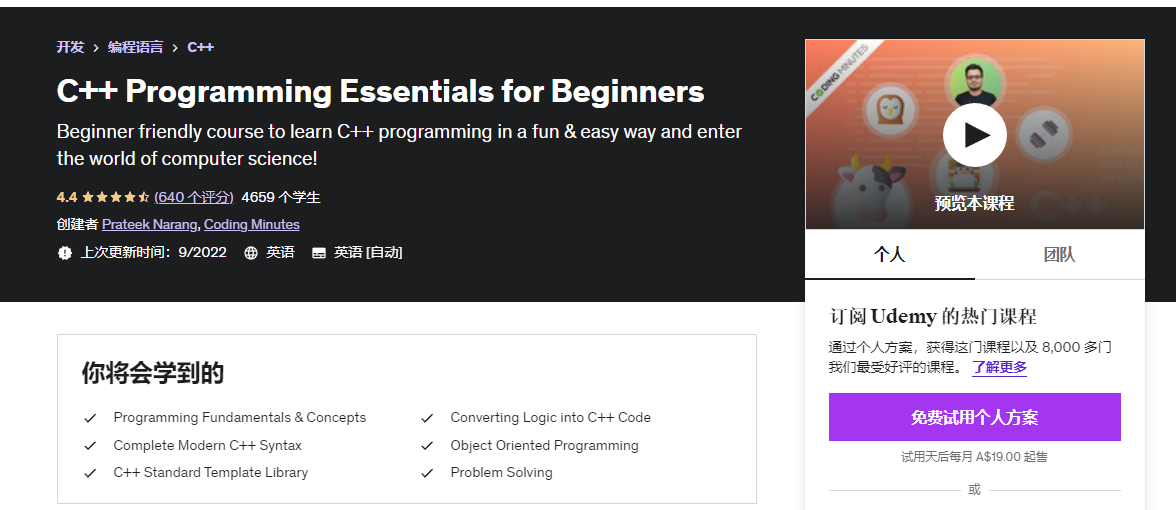 开发 > 编程语言 > C++
C++ Programming Essentials for Beginners
Beginner friendly course to learn C++ programming in a fun & easy way and enter
the world of computer science!
4.4 (640 个评分) 4659 个学生
创建者 Prateek Narang, Coding Minutes
上次更新时间：9/2022 英语 英语 [自动]
你将会学到的
Programming Fundamentals & Concepts
Converting Logic into C++ Code
Complete Modern C++ Syntax
Object Oriented Programming
C++ Standard Template Library
Problem Solving
CODING MINUTES
C++
预览本课程
个人
团队
订阅 Udemy 的热门课程
通过个人方案，获得这门课程以及 8,000 多门
我们最受好评的课程。 了解更多
免费试用个人方案
试用天后每月 A$19.00 起售
或